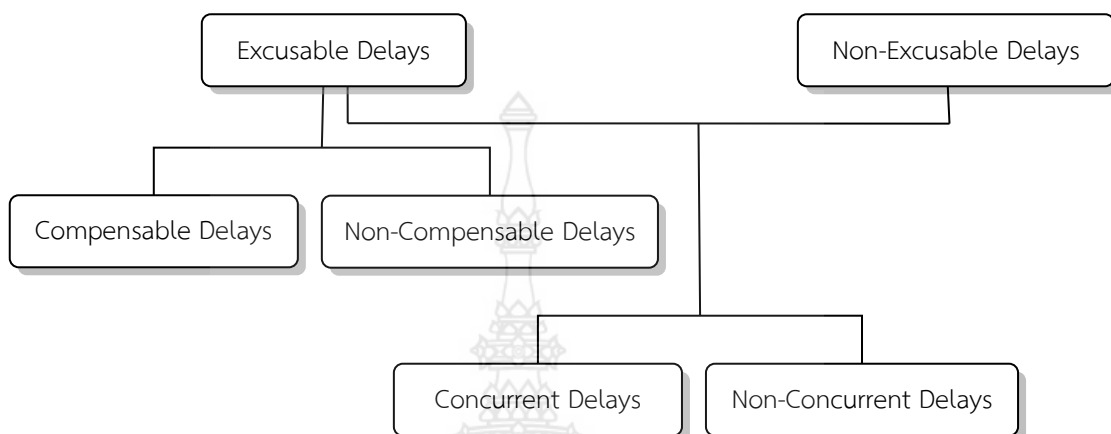 Excusable Delays
Non-Excusable Delays
Compensable Delays
Non-Compensable Delays
Concurrent Delays
Non-Concurrent Delays